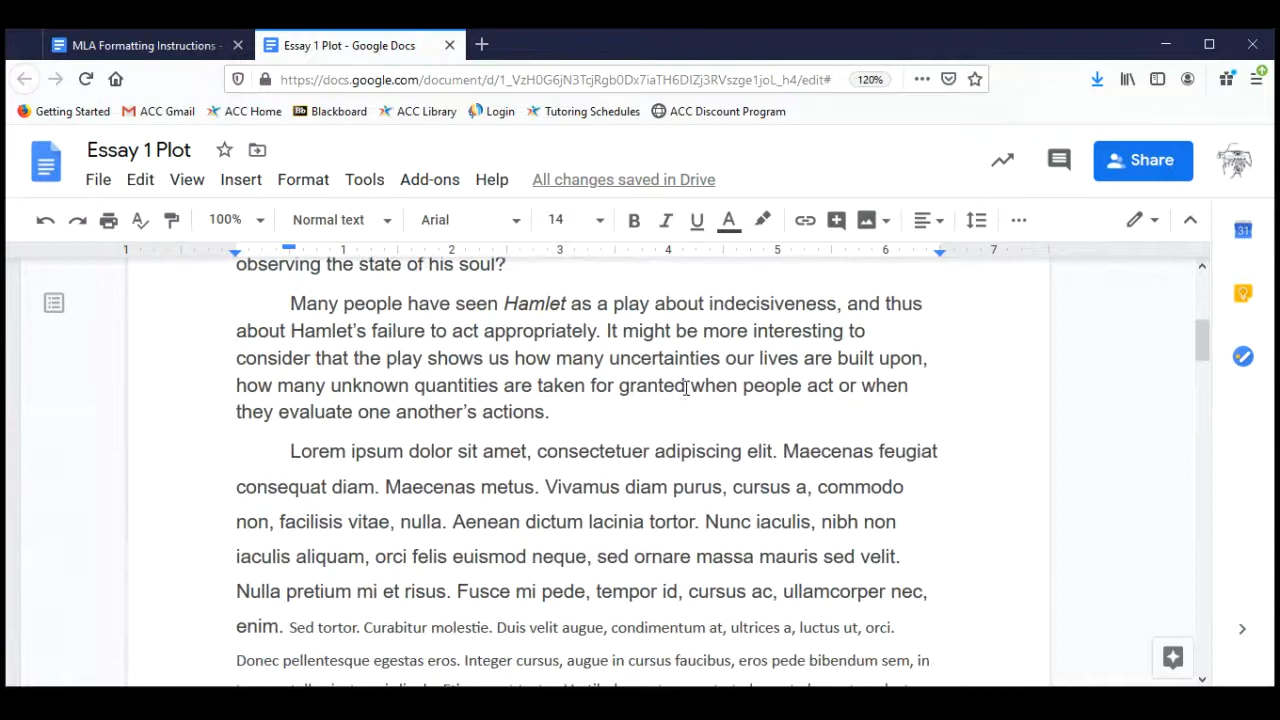 MLA Formatting Instructions -
Essay 1 Plot - Google Docs
https://docs.google.com/document/d/1_VzH0G6jN3TcjRgb0Dx7iaTH6DIZj3RVszge1joL_h4/edit#
120%
Getting Started
ACC Gmail
ACC Home
Bb Blackboard
ACC Library
Login
Tutoring Schedules
ACC Discount Program
Essay 1 Plot
Share
File Edit View Insert Format Tools Add-ons Help All changes saved in Drive
100% Normal text Arial 14 B I U A
1 1 2 3 4 5 6 7
31
observing the state of his soul?
Many people have seen Hamlet as a play about indecisiveness, and thus
about Hamlet’s failure to act appropriately. It might be more interesting to
consider that the play shows us how many uncertainties our lives are built upon,
how many unknown quantities are taken for granted when people act or when
they evaluate one another’s actions.
Lorem ipsum dolor sit amet, consectetuer adipiscing elit. Maecenas feugiat
consequat diam. Maecenas metus. Vivamus diam purus, cursus a, commodo
non, facilisis vitae, nulla. Aenean dictum lacinia tortor. Nunc iaculis, nibh non
iaculis aliquam, orci felis euismod neque, sed ornare massa mauris sed velit.
Nulla pretium mi et risus. Fusce mi pede, tempor id, cursus ac, ullamcorper nec,
enim. Sed tortor. Curabitur molestie. Duis velit augue, condimentum at, ultrices a, luctus ut, orci.
Donec pellentesque egestas eros. Integer cursus, augue in cursus faucibus, eros pede bibendum sem, in